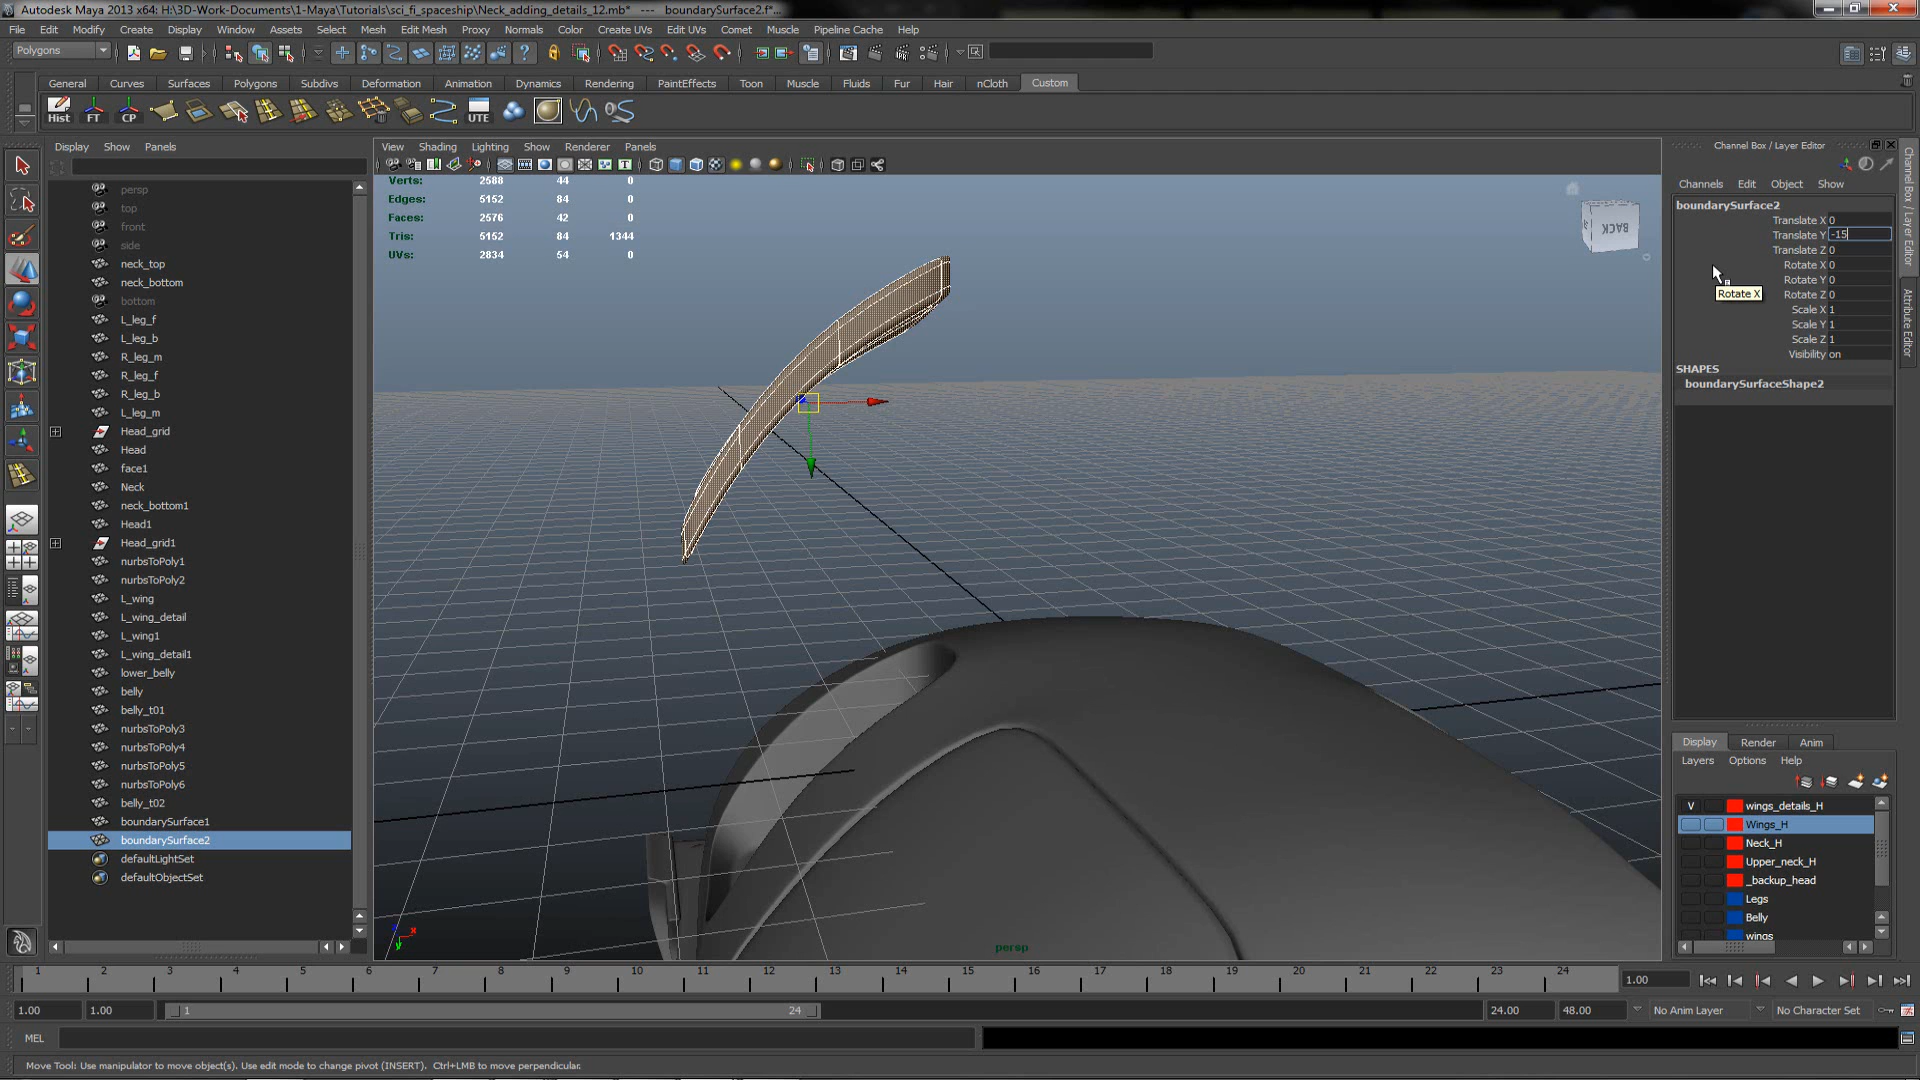 Autodesk Maya 2013 x64: H:\3D-Work-Documents\1-Maya\Tutorials\sci_fi_spaceship\Neck_adding_details_12.mb* --- boundarySurface2.f*...
File Edit Modify Create Display Window Assets Select Mesh Edit Mesh Proxy Normals Color Create UVs Edit UVs Comet Muscle Pipeline Cache Help
Polygons
General Curves Surfaces Polygons Subdivs Deformation Animation Dynamics Rendering PaintEffects Toon Muscle Fluids Fur Hair nCloth Custom
Hist FT CP UTE
Display Show Panels
View Shading Lighting Show Renderer Panels
Channel Box / Layer Editor
Channels Edit Object Show
persp
top
front
side
neck_top
neck_bottom
bottom
L_leg_f
L_leg_b
R_leg_m
R_leg_f
R_leg_b
L_leg_m
Head_grid
Head
face1
Neck
neck_bottom1
Head1
Head_grid1
nurbsToPoly1
nurbsToPoly2
L_wing
L_wing_detail
L_wing1
L_wing_detail1
lower_belly
belly
belly_t01
nurbsToPoly3
nurbsToPoly4
nurbsToPoly5
nurbsToPoly6
belly_t02
boundarySurface1
boundarySurface2
defaultLightSet
defaultObjectSet
Verts: 2588 44 0
Edges: 5152 84 0
Faces: 2576 42 0
Tris: 5152 84 1344
UVs: 2834 54 0
BACK
x
y
persp
boundarySurface2
Translate X 0
Translate Y -15
Translate Z 0
Rotate X 0
Rotate Y 0
Rotate Z 0
Scale X 1
Scale Y 1
Scale Z 1
Visibility on
Rotate X
SHAPES
boundarySurfaceShape2
Channel Box / Layer Editor
Attribute Editor
Display Render Anim
Layers Options Help
V wings_details_H
Wings_H
Neck_H
Upper_neck_H
_backup_head
Legs
Belly
wings
1 2 3 4 5 6 7 8 9 10 11 12 13 14 15 16 17 18 19 20 21 22 23 24 1.00
1.00 1.00 1 24 24.00 48.00 No Anim Layer No Character Set
MEL
Move Tool: Use manipulator to move object(s). Use edit mode to change pivot (INSERT). Ctrl+LMB to move perpendicular.